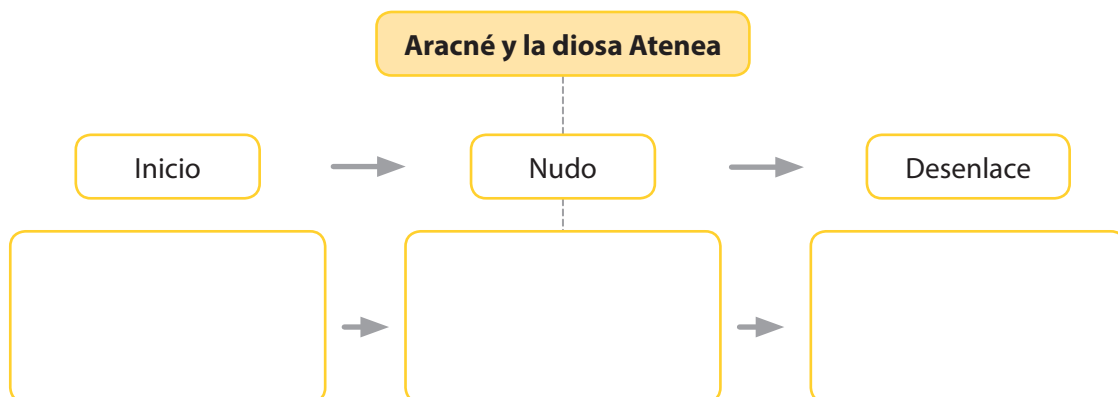 Aracné y la diosa Atenea
Inicio
Nudo
Desenlace